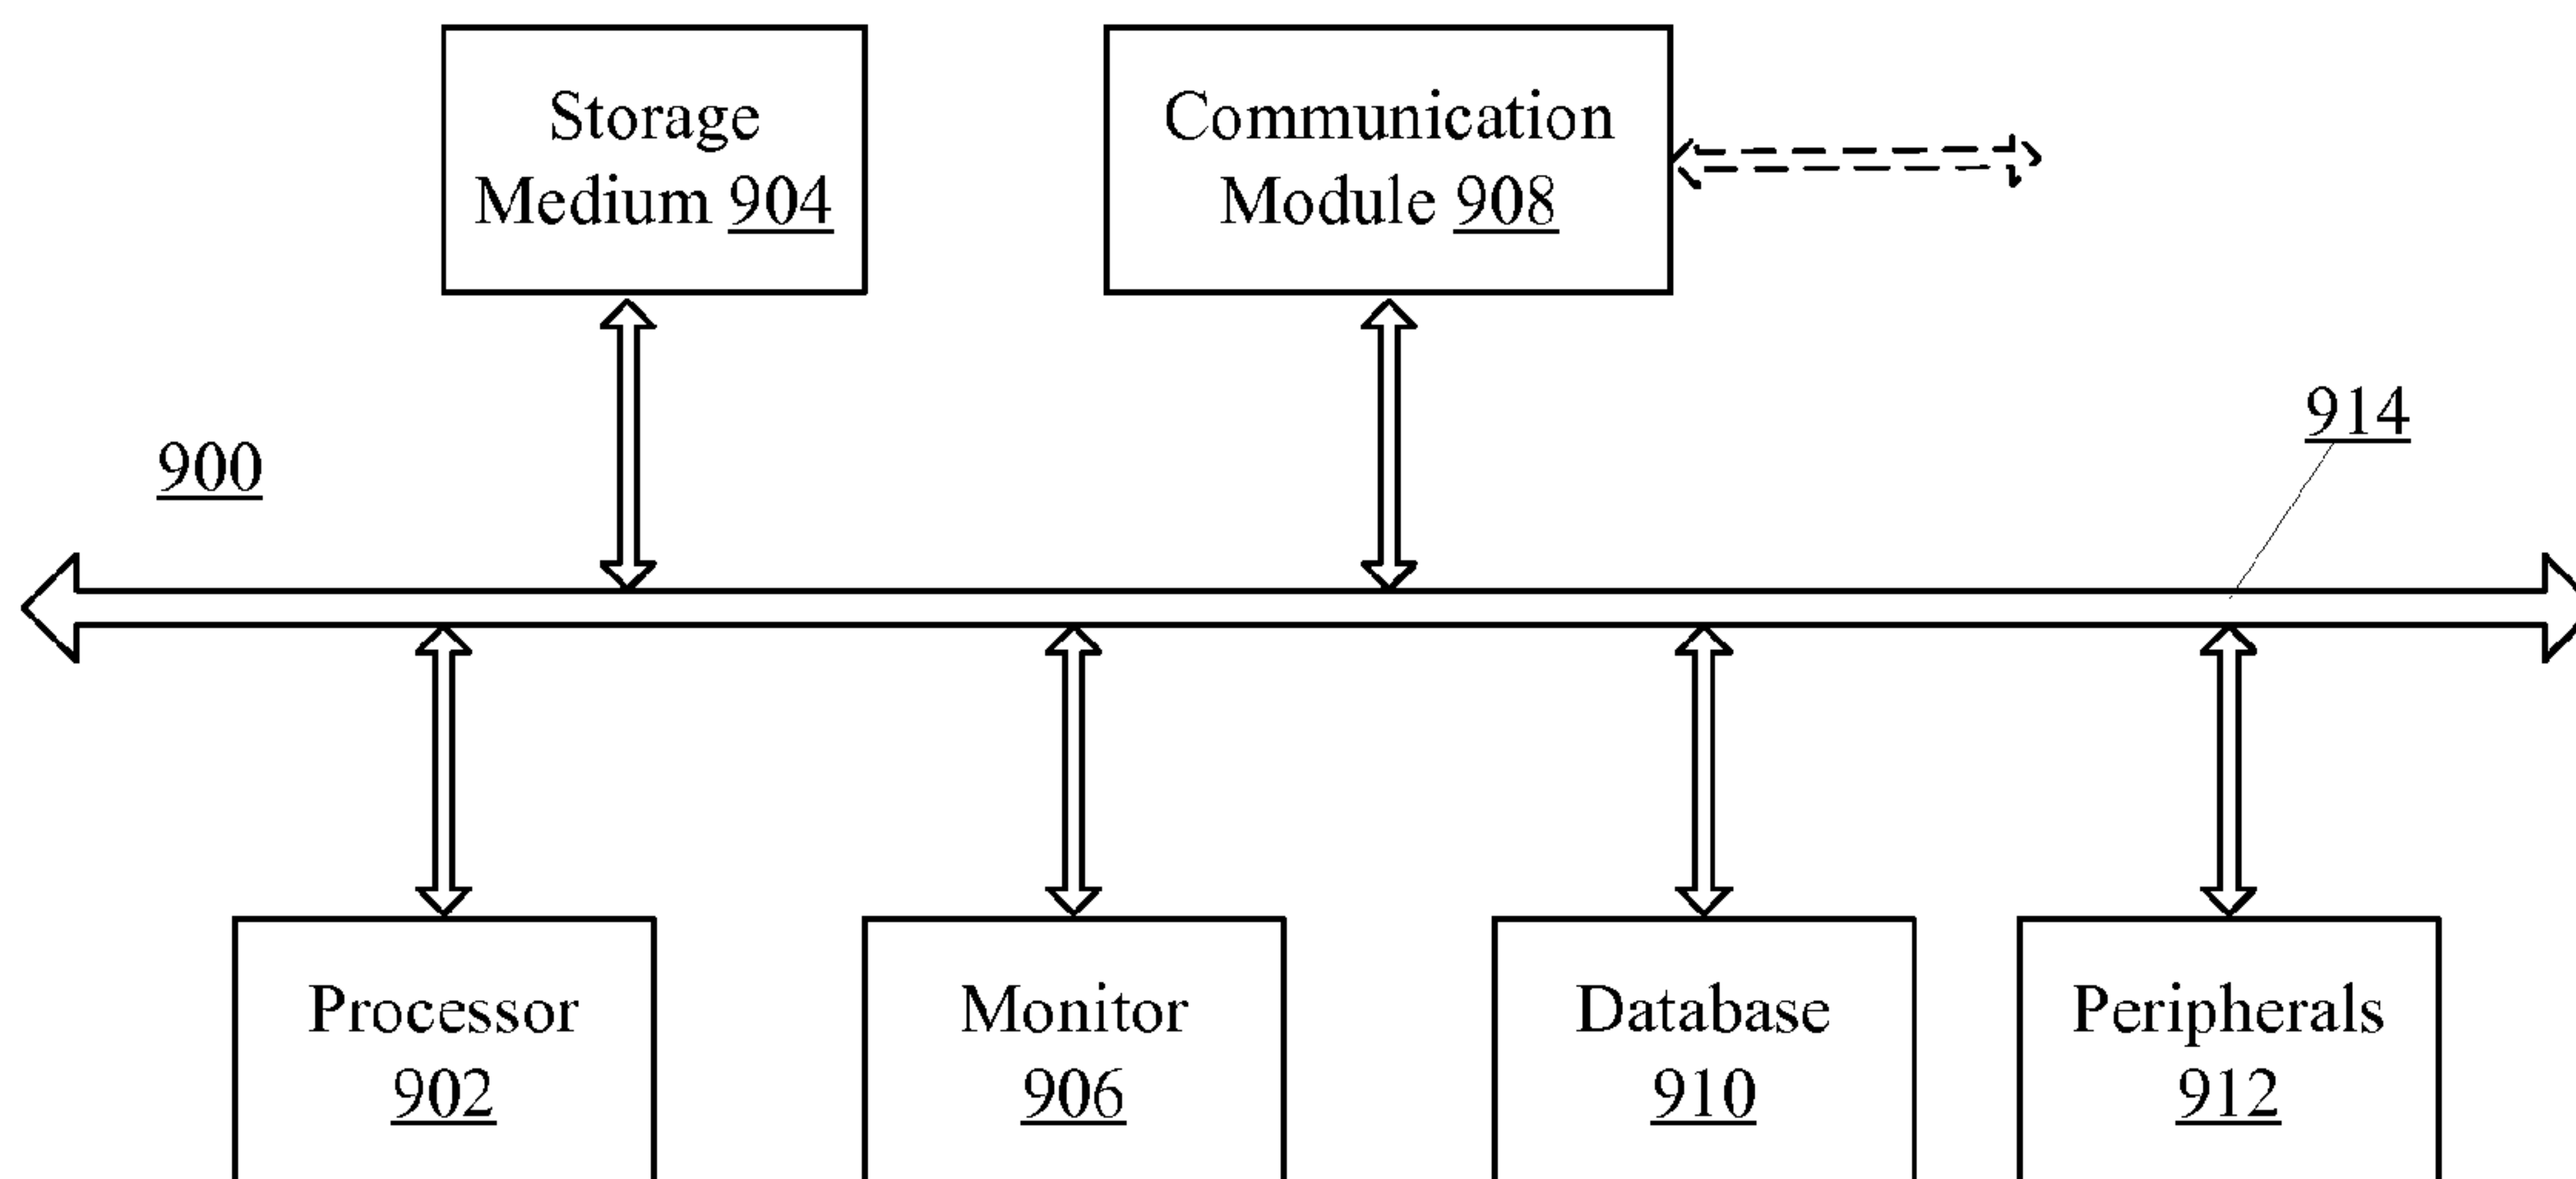 Storage
Medium 904
Communication
Module 908
914
900
Processor
902
Monitor
906
Database
910
Peripherals
912